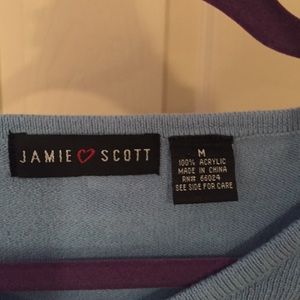 JAMIE ♡ SCOTT
M
100% ACRYLIC
MADE IN CHINA
RN# 66024
SEE SIDE FOR CARE